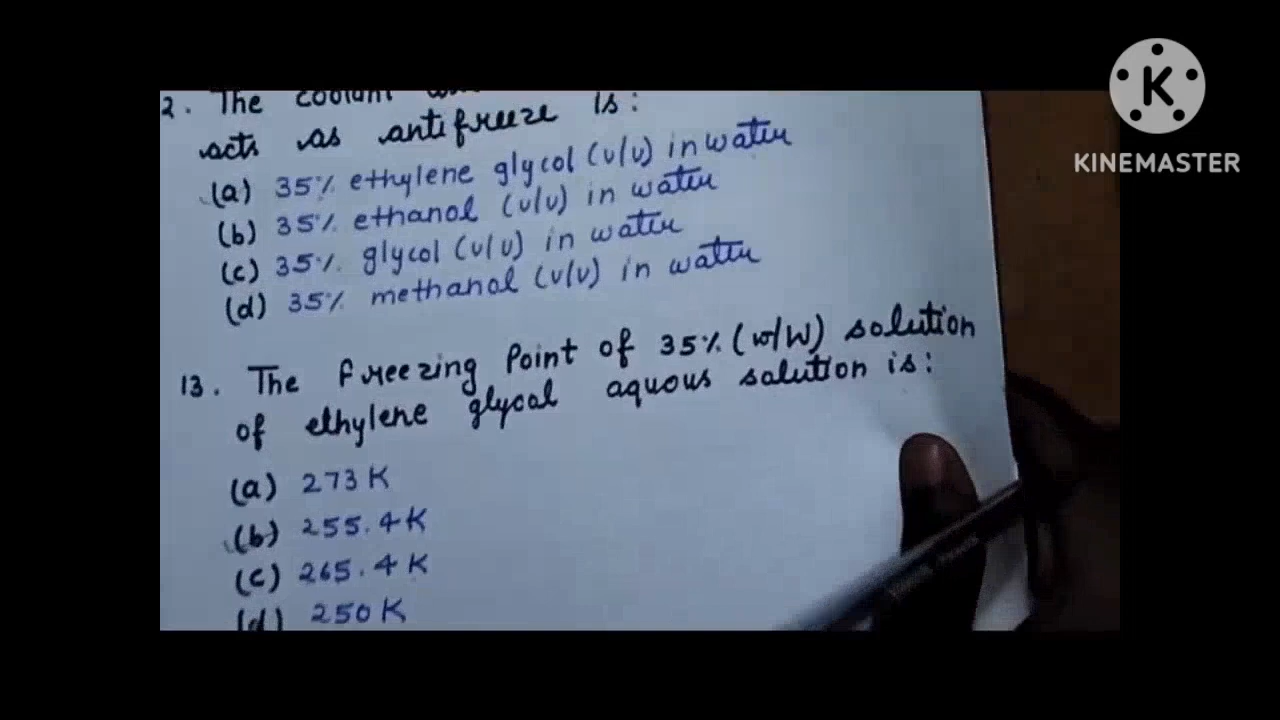 K
KINEMASTER
2. The coolant
acts as antifreeze is:
(a) 35% ethylene glycol (v/v) in water
(b) 35% ethanol (v/v) in water
(c) 35% glycol (v/v) in water
(d) 35% methanol (v/v) in water
13. The freezing Point of 35% (w/W) solution
of ethylene glycol aquous solution is:
(a) 273 K
(b) 255.4 K
(c) 265.4 K
(d) 250 K